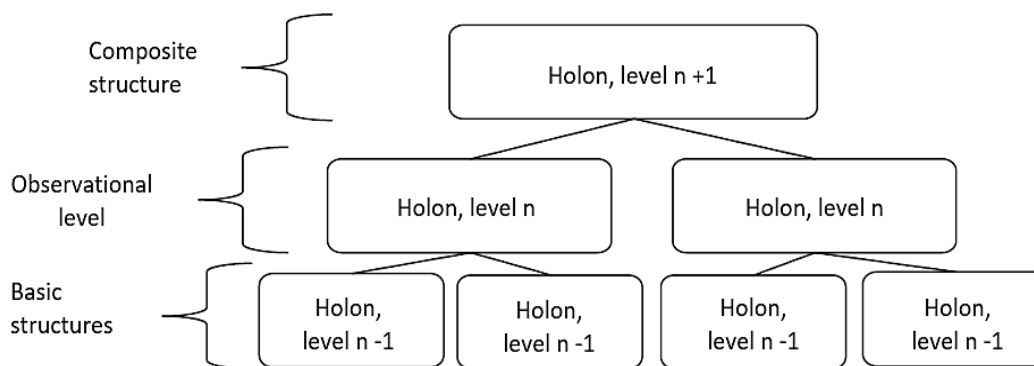 Composite
structure
Holon, level n +1
Observational
level
Holon, level n
Holon, level n
Basic
structures
Holon,
level n -1
Holon,
level n -1
Holon,
level n -1
Holon,
level n -1